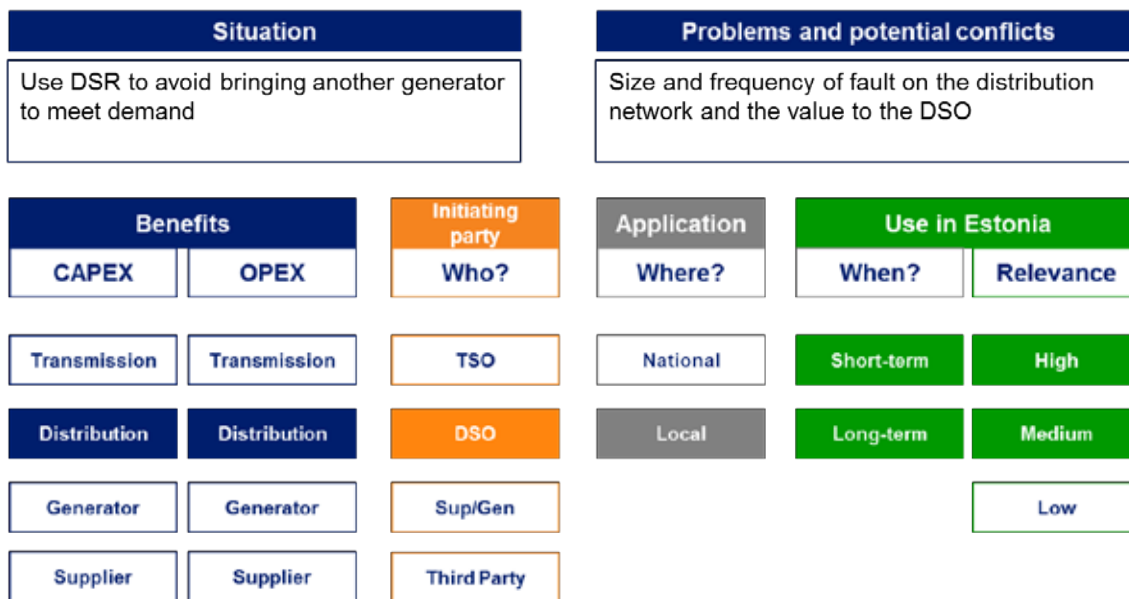 Situation
Problems and potential conflicts
Use DSR to avoid bringing another generator
to meet demand
Size and frequency of fault on the distribution
network and the value to the DSO
Benefits
Initiating
party
Application
Use in Estonia
CAPEX
OPEX
Who?
Where?
When?
Relevance
Transmission
Transmission
TSO
National
Short-term
High
Distribution
Distribution
DSO
Local
Long-term
Medium
Generator
Generator
Sup/Gen
Low
Supplier
Supplier
Third Party